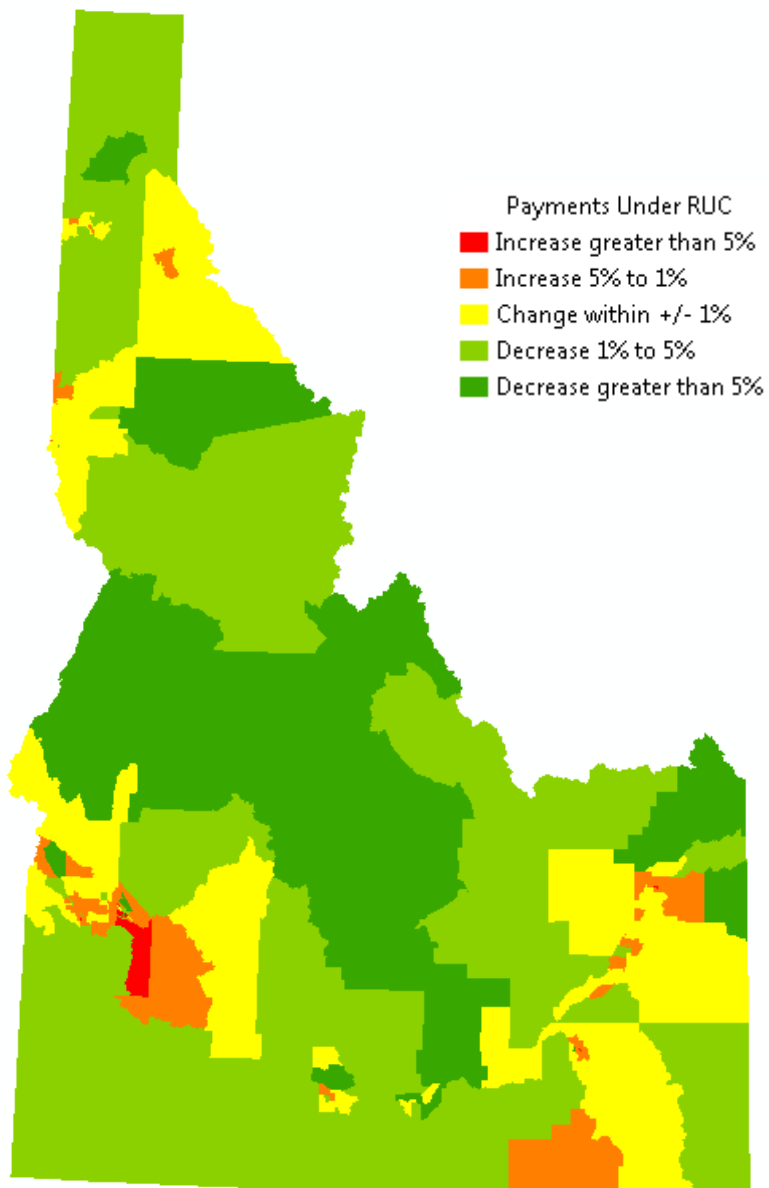 Payments Under RUC
Increase greater than 5%
Increase 5% to 1%
Change within +/- 1%
Decrease 1% to 5%
Decrease greater than 5%